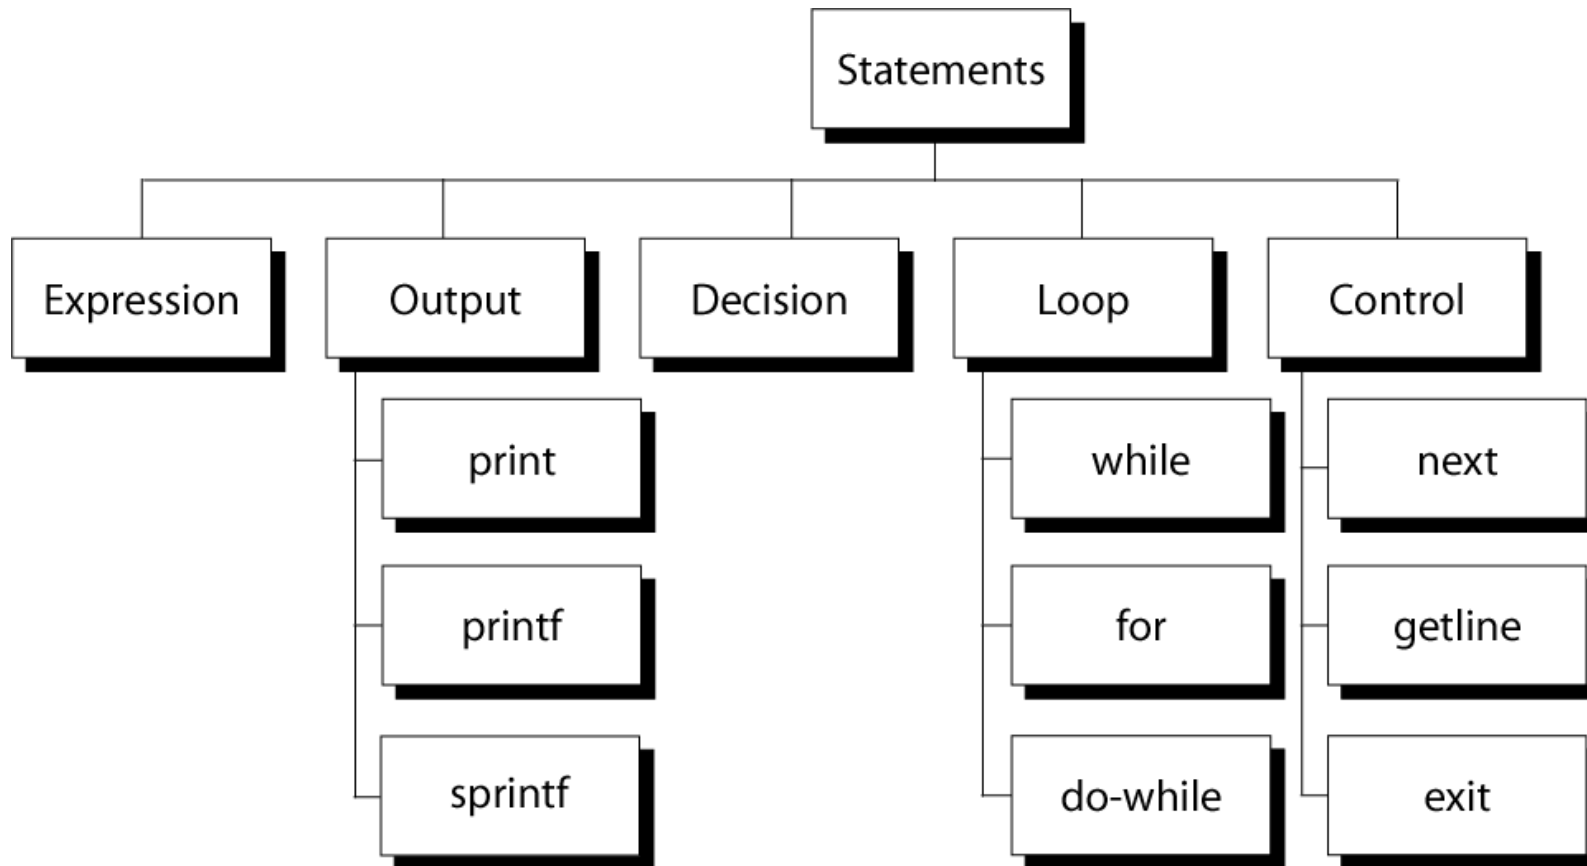 Statements
Expression
Output
Decision
Loop
Control
print
while
next
printf
for
getline
sprintf
do-while
exit